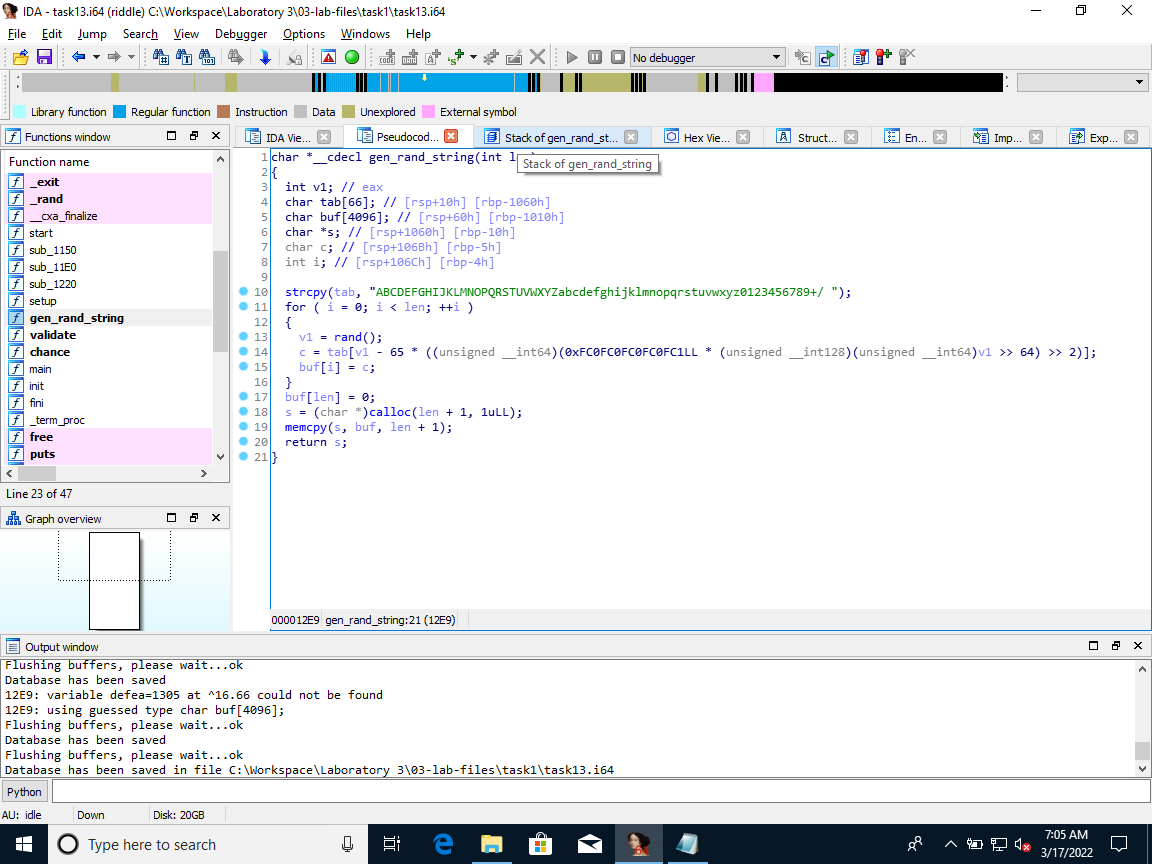 IDA - task13.i64 (riddle) C:\Workspace\Laboratory 3\03-lab-files\task1\task13.i64
File Edit Jump Search View Debugger Options Windows Help
No debugger
Library function Regular function Instruction Data Unexplored External symbol
Functions window
IDA Vie... Pseudocod... Stack of gen_rand_st... Hex Vie... Struct... En... Imp... Exp...
Function name
_exit
_rand
__cxa_finalize
start
sub_1150
sub_11E0
sub_1220
setup
gen_rand_string
validate
chance
main
init
fini
_term_proc
free
puts
Line 23 of 47
Graph overview
Stack of gen_rand_string
1 char *__cdecl gen_rand_string(int l
2 {
3 int v1; // eax
4 char tab[66]; // [rsp+10h] [rbp-1060h]
5 char buf[4096]; // [rsp+60h] [rbp-1010h]
6 char *s; // [rsp+1060h] [rbp-10h]
7 char c; // [rsp+106Bh] [rbp-5h]
8 int i; // [rsp+106Ch] [rbp-4h]
9
10 strcpy(tab, "ABCDEFGHIJKLMNOPQRSTUVWXYZabcdefghijklmnopqrstuvwxyz0123456789+/ ");
11 for ( i = 0; i < len; ++i )
12 {
13 v1 = rand();
14 c = tab[v1 - 65 * ((unsigned __int64)(0xFC0FC0FC0FC0FC1LL * (unsigned __int128)(unsigned __int64)v1 >> 64) >> 2)];
15 buf[i] = c;
16 }
17 buf[len] = 0;
18 s = (char *)calloc(len + 1, 1uLL);
19 memcpy(s, buf, len + 1);
20 return s;
21 }
000012E9 gen_rand_string:21 (12E9)
Output window
Flushing buffers, please wait...ok
Database has been saved
12E9: variable defea=1305 at ^16.66 could not be found
12E9: using guessed type char buf[4096];
Flushing buffers, please wait...ok
Database has been saved
Flushing buffers, please wait...ok
Database has been saved in file C:\Workspace\Laboratory 3\03-lab-files\task1\task13.i64
Python
AU: idle Down Disk: 20GB
Type here to search
7:05 AM
3/17/2022